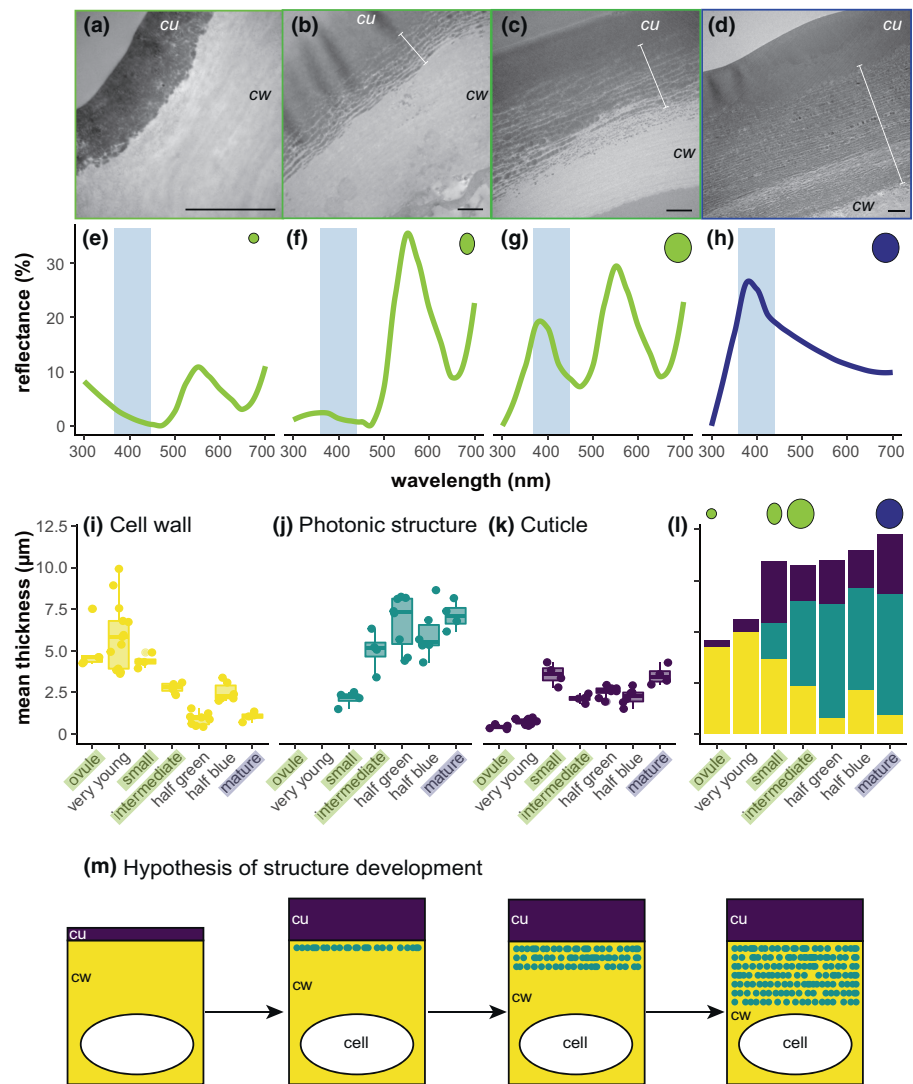 (a)
cu
cw
(b)
cw
(c)
cu
cw
(d)
cu
cw
reflectance (%)
30
20
10
0
(e)
(f)
(g)
(h)
300 400 500 600 700
300 400 500 600 700
300 400 500 600 700
300 400 500 600 700
wavelength (nm)
mean thickness (µm)
12.5
10.0
7.5
5.0
2.5
0
(i) Cell wall
(j) Photonic structure
(k) Cuticle
(l)
ovule
very young
small
intermediate
half green
half blue
mature
ovule
very young
small
intermediate
half green
half blue
mature
ovule
very young
small
intermediate
half green
half blue
mature
ovule
very young
small
intermediate
half green
half blue
mature
(m) Hypothesis of structure development
cu
cw
cu
cw
cell
cu
cw
cell
cu
cw
cell